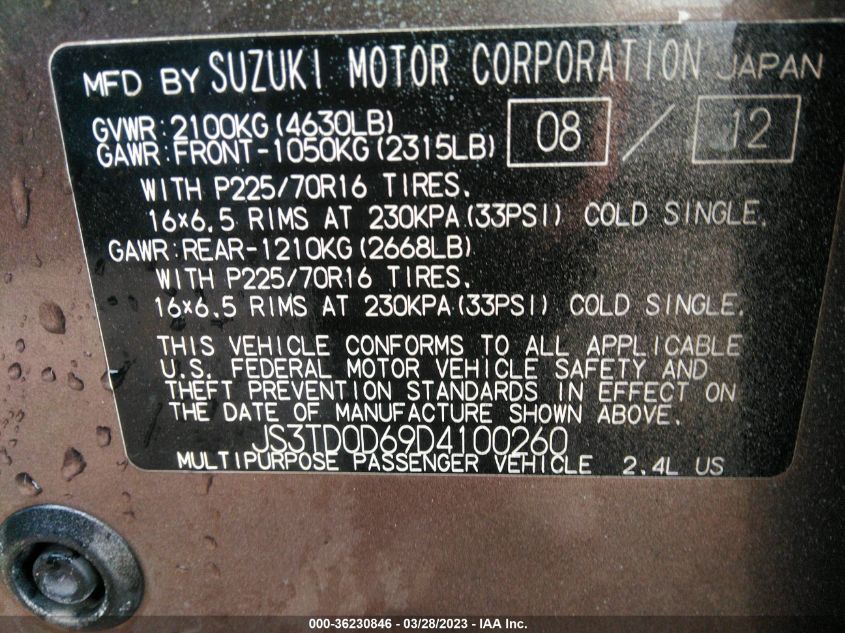 MFD BY SUZUKI MOTOR CORPORATION JAPAN
GVWR:2100KG(4630LB) 08 / 12
GAWR:FRONT-1050KG(2315LB)
WITH P225/70R16 TIRES,
16×6.5 RIMS AT 230KPA(33PSI) COLD SINGLE.
GAWR:REAR-1210KG(2668LB)
WITH P225/70R16 TIRES,
16×6.5 RIMS AT 230KPA(33PSI) COLD SINGLE.
THIS VEHICLE CONFORMS TO ALL APPLICABLE
U.S. FEDERAL MOTOR VEHICLE SAFETY AND
THEFT PREVENTION STANDARDS IN EFFECT ON
THE DATE OF MANUFACTURE SHOWN ABOVE.
JS3TD0D69D4100260
MULTIPURPOSE PASSENGER VEHICLE 2.4L US
000-36230846 - 03/28/2023 - IAA Inc.